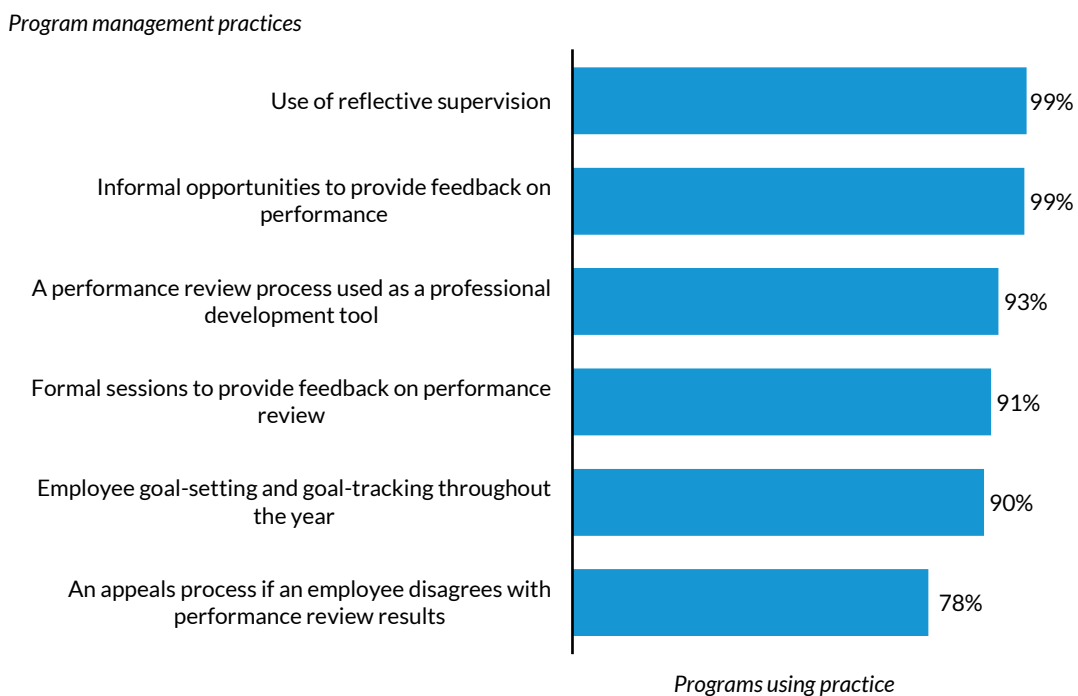 Program management practices
Use of reflective supervision
99%
Informal opportunities to provide feedback on
performance
99%
A performance review process used as a professional
development tool
93%
Formal sessions to provide feedback on performance
review
91%
Employee goal-setting and goal-tracking throughout
the year
90%
An appeals process if an employee disagrees with
performance review results
78%
Programs using practice